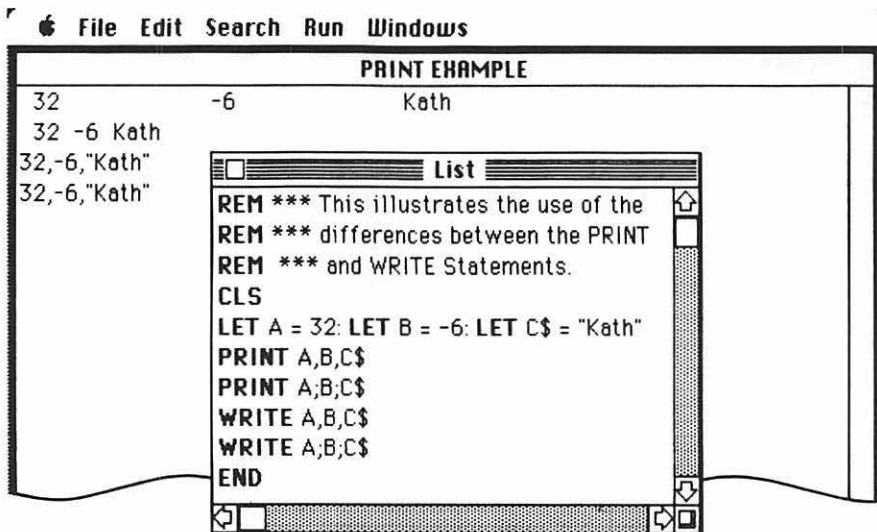 File Edit Search Run Windows
PRINT EXAMPLE
32 -6 Kath
32 -6 Kath
32,-6,"Kath"
32,-6,"Kath"
List
REM *** This illustrates the use of the
REM *** differences between the PRINT
REM *** and WRITE Statements.
CLS
LET A = 32: LET B = -6: LET C$ = "Kath"
PRINT A,B,C$
PRINT A;B;C$
WRITE A,B,C$
WRITE A;B;C$
END